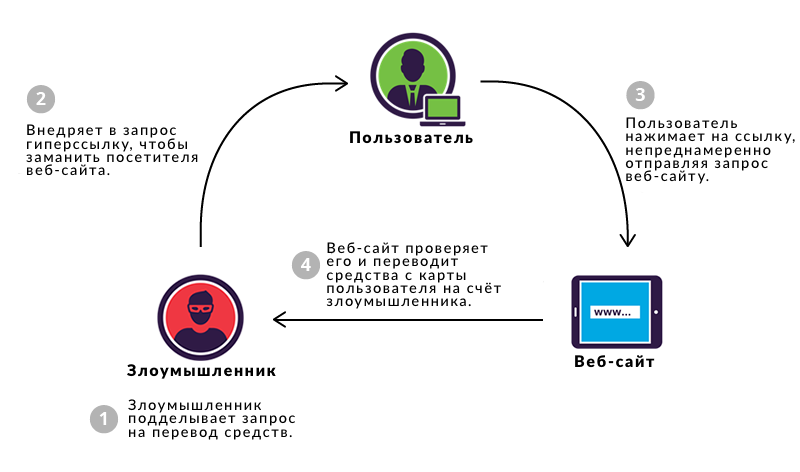 Пользователь
2
Внедряет в запрос
гиперссылку, чтобы
заманить посетителя
веб-сайта.
3
Пользователь
нажимает на ссылку,
непреднамеренно
отправляя запрос
веб-сайту.
4
Веб-сайт проверяет
его и переводит
средства с карты
пользователя на счёт
злоумышленника.
www...
Веб-сайт
Злоумышленник
1
Злоумышленник
подделывает запрос
на перевод средств.